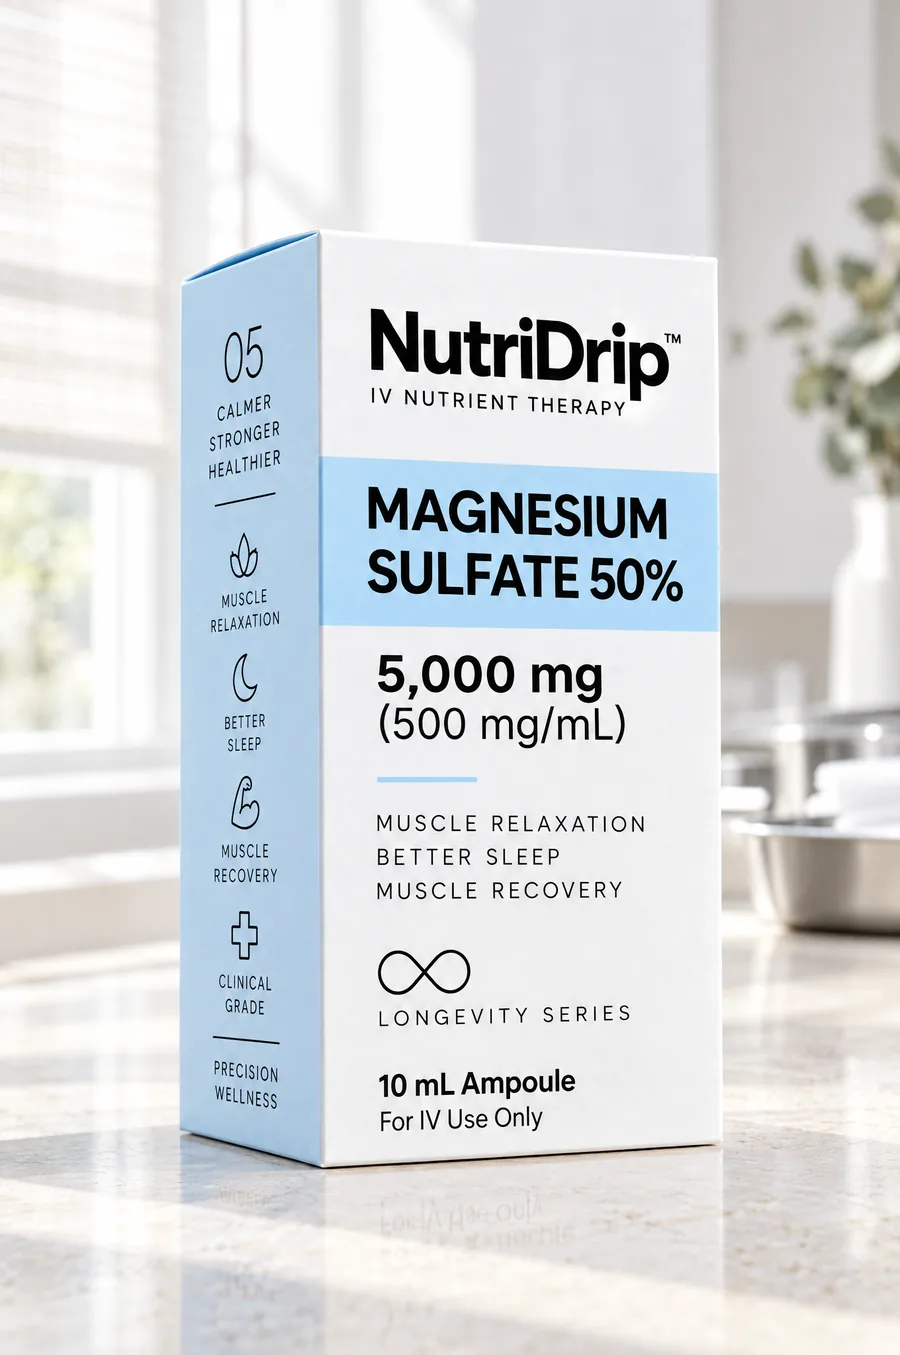 05
CALMER
STRONGER
HEALTHIER
MUSCLE
RELAXATION
BETTER
SLEEP
MUSCLE
RECOVERY
CLINICAL
GRADE
PRECISION
WELLNESS
NutriDrip™
IV NUTRIENT THERAPY
MAGNESIUM
SULFATE 50%
5,000 mg
(500 mg/mL)
MUSCLE RELAXATION
BETTER SLEEP
MUSCLE RECOVERY
LONGEVITY SERIES
10 mL Ampoule
For IV Use Only